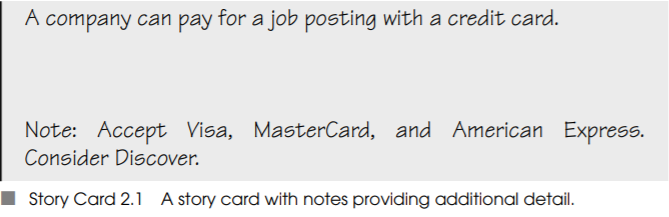 A company can pay for a job posting with a credit card.
Note: Accept Visa, MasterCard, and American Express.
Consider Discover.
Story Card 2.1 A story card with notes providing additional detail.